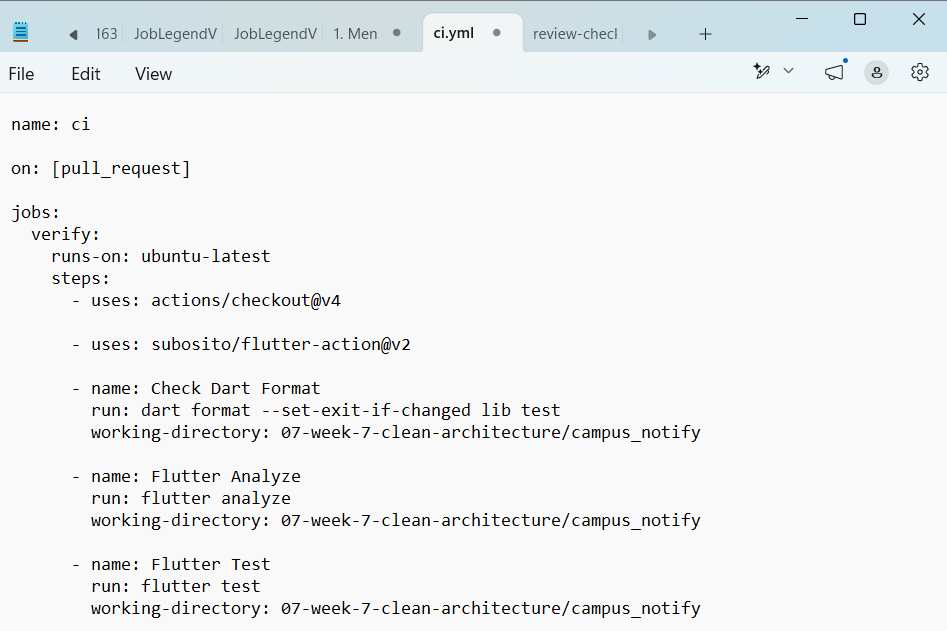 163 JobLegendV JobLegendV 1. Men ci.yml review-checl
File Edit View
name: ci
on: [pull_request]
jobs:
  verify:
    runs-on: ubuntu-latest
    steps:
      - uses: actions/checkout@v4
      - uses: subosito/flutter-action@v2
      - name: Check Dart Format
        run: dart format --set-exit-if-changed lib test
        working-directory: 07-week-7-clean-architecture/campus_notify
      - name: Flutter Analyze
        run: flutter analyze
        working-directory: 07-week-7-clean-architecture/campus_notify
      - name: Flutter Test
        run: flutter test
        working-directory: 07-week-7-clean-architecture/campus_notify